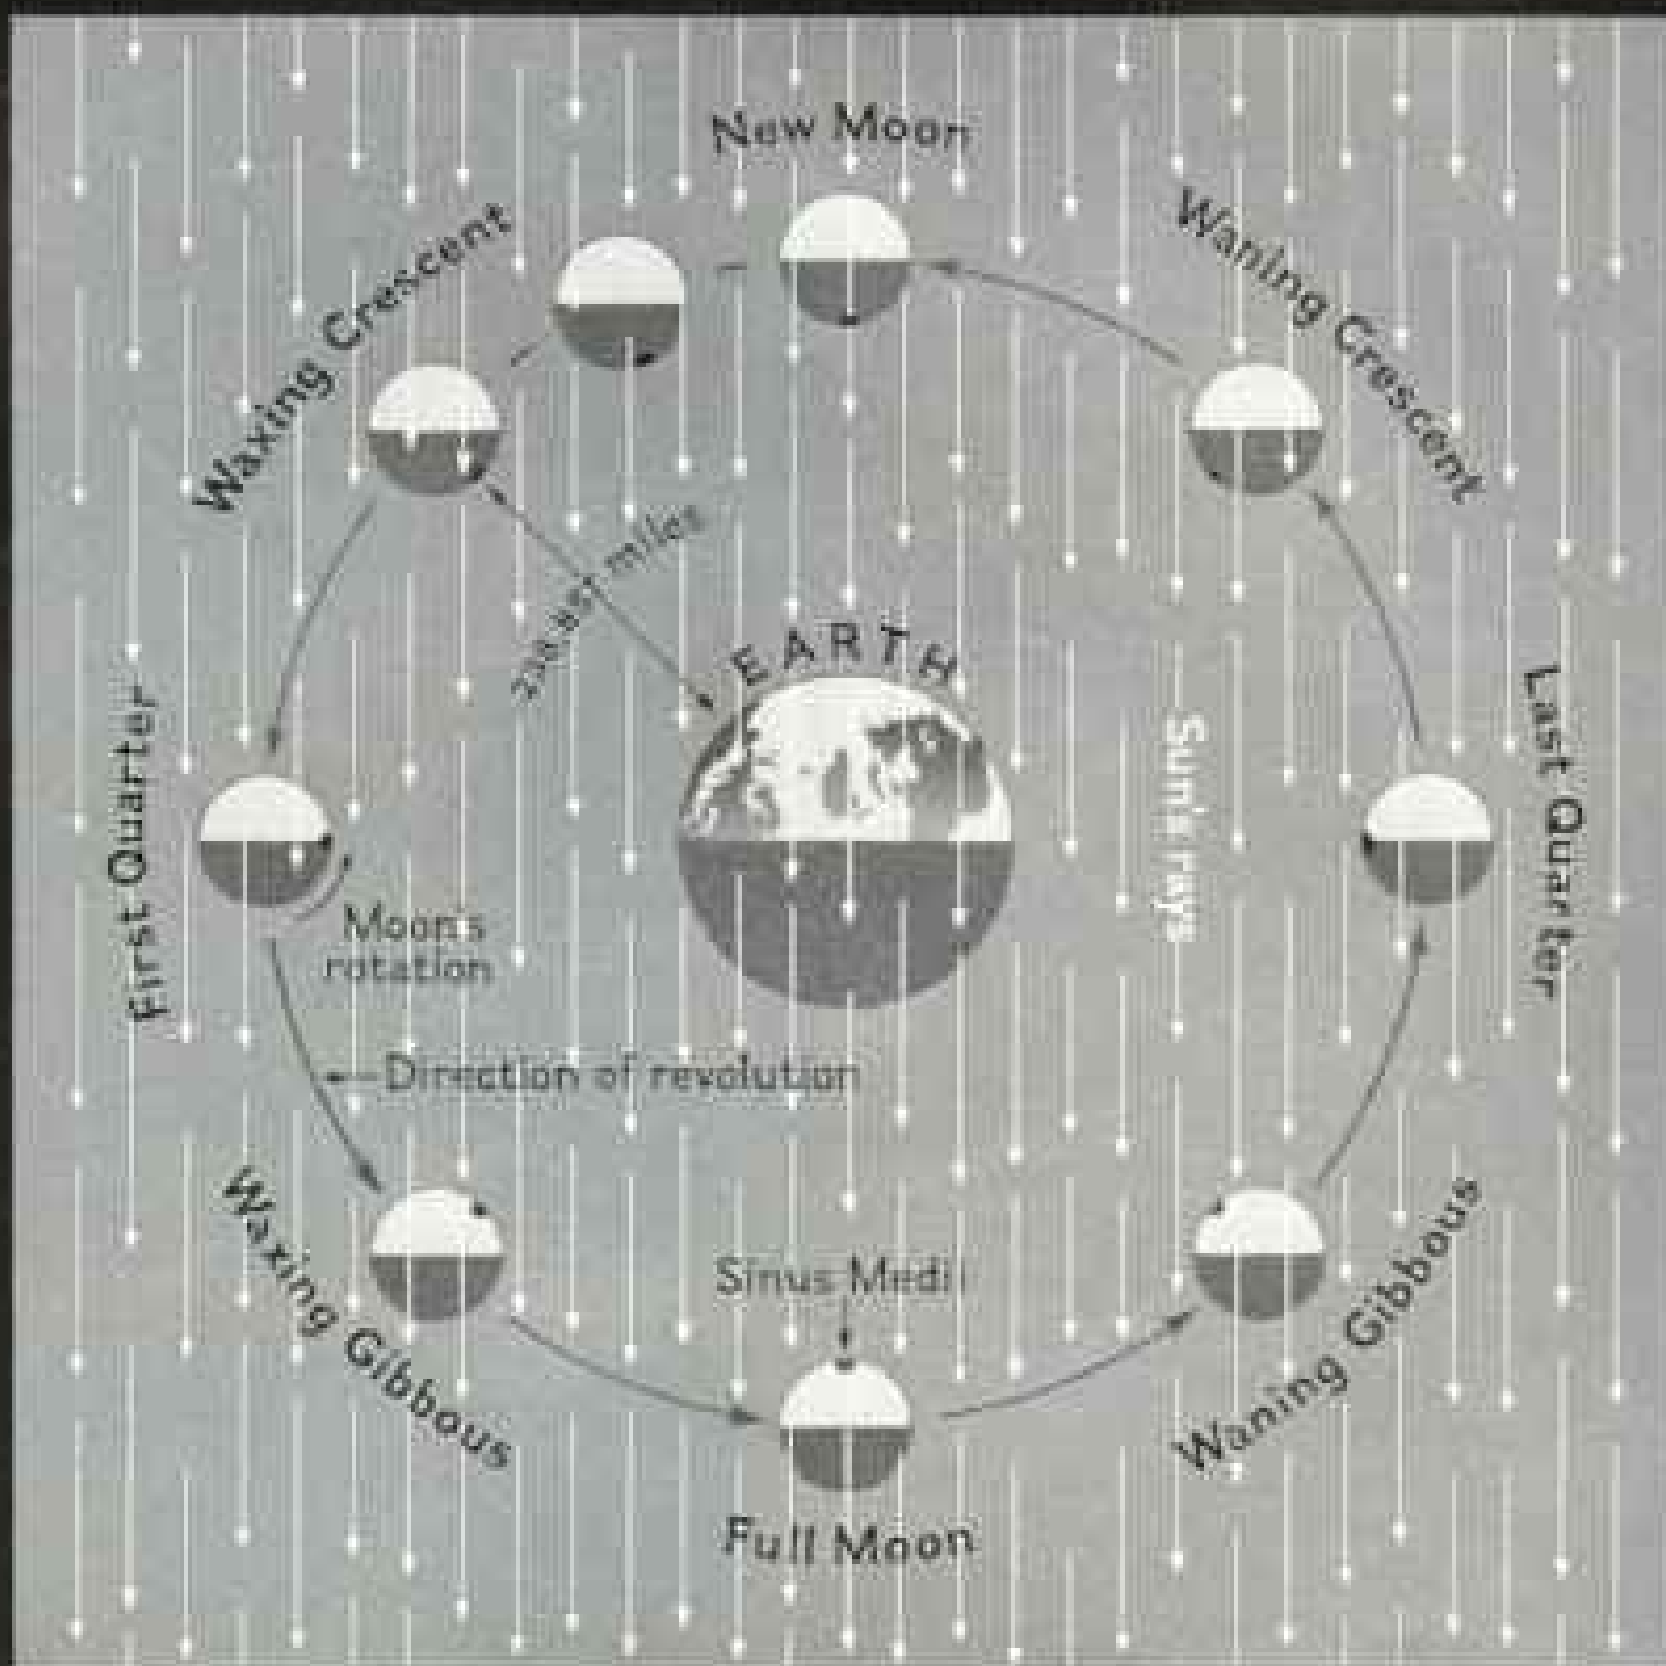 New Moon
Waxing Crescent
Waning Crescent
miles
EARTH
First Quarter
Sun's rays
Last Quarter
Moon's
rotation
Direction of revolution
Waxing Gibbous
Sinus Medii
Waning Gibbous
Full Moon